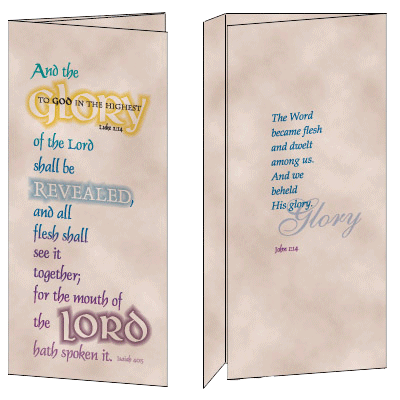 And the
GLORY
TO GOD IN THE HIGHEST
Luke 2:14
of the Lord
shall be
REVEALED,
and all
flesh shall
see it
together;
for the mouth of
the LORD
hath spoken it. Isaiah 40:5
The Word
became flesh
and dwelt
among us.
And we
beheld
His glory.
Glory
John 1:14